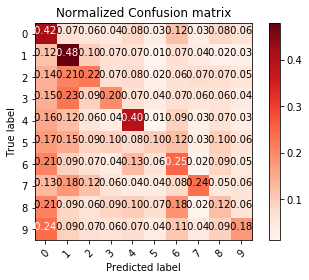 Normalized Confusion matrix
0 0.42 0.07 0.06 0.04 0.08 0.03 0.12 0.03 0.08 0.06
1 0.12 0.48 0.10 0.07 0.07 0.01 0.07 0.04 0.02 0.03
2 0.14 0.21 0.22 0.07 0.08 0.02 0.06 0.07 0.07 0.05
3 0.15 0.23 0.09 0.20 0.07 0.04 0.07 0.07 0.06 0.04
4 0.16 0.12 0.06 0.04 0.40 0.01 0.09 0.03 0.07 0.03
5 0.17 0.15 0.09 0.10 0.08 0.10 0.12 0.03 0.10 0.06
6 0.21 0.09 0.07 0.04 0.13 0.06 0.25 0.02 0.09 0.05
7 0.13 0.18 0.12 0.06 0.04 0.04 0.07 0.24 0.05 0.06
8 0.21 0.09 0.06 0.09 0.10 0.07 0.18 0.02 0.12 0.06
9 0.24 0.09 0.09 0.04 0.06 0.04 0.11 0.04 0.09 0.18
0 1 2 3 4 5 6 7 8 9
True label
Predicted label
0.4
0.3
0.2
0.1